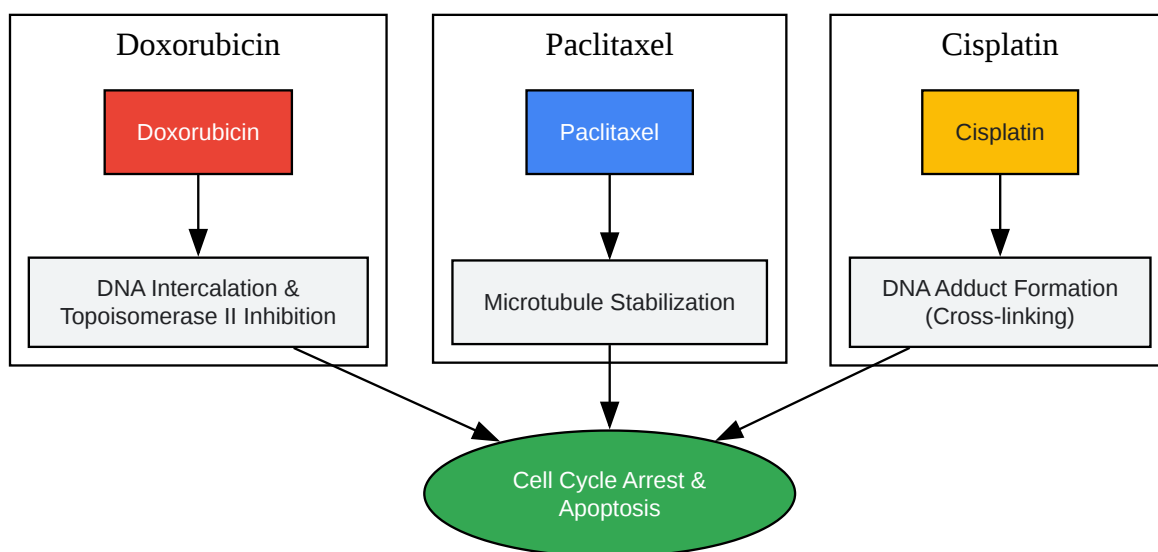 Doxorubicin
Paclitaxel
Cisplatin
Doxorubicin
Paclitaxel
Cisplatin
DNA Intercalation &
Topoisomerase II Inhibition
Microtubule Stabilization
DNA Adduct Formation
(Cross-linking)
Cell Cycle Arrest &
Apoptosis